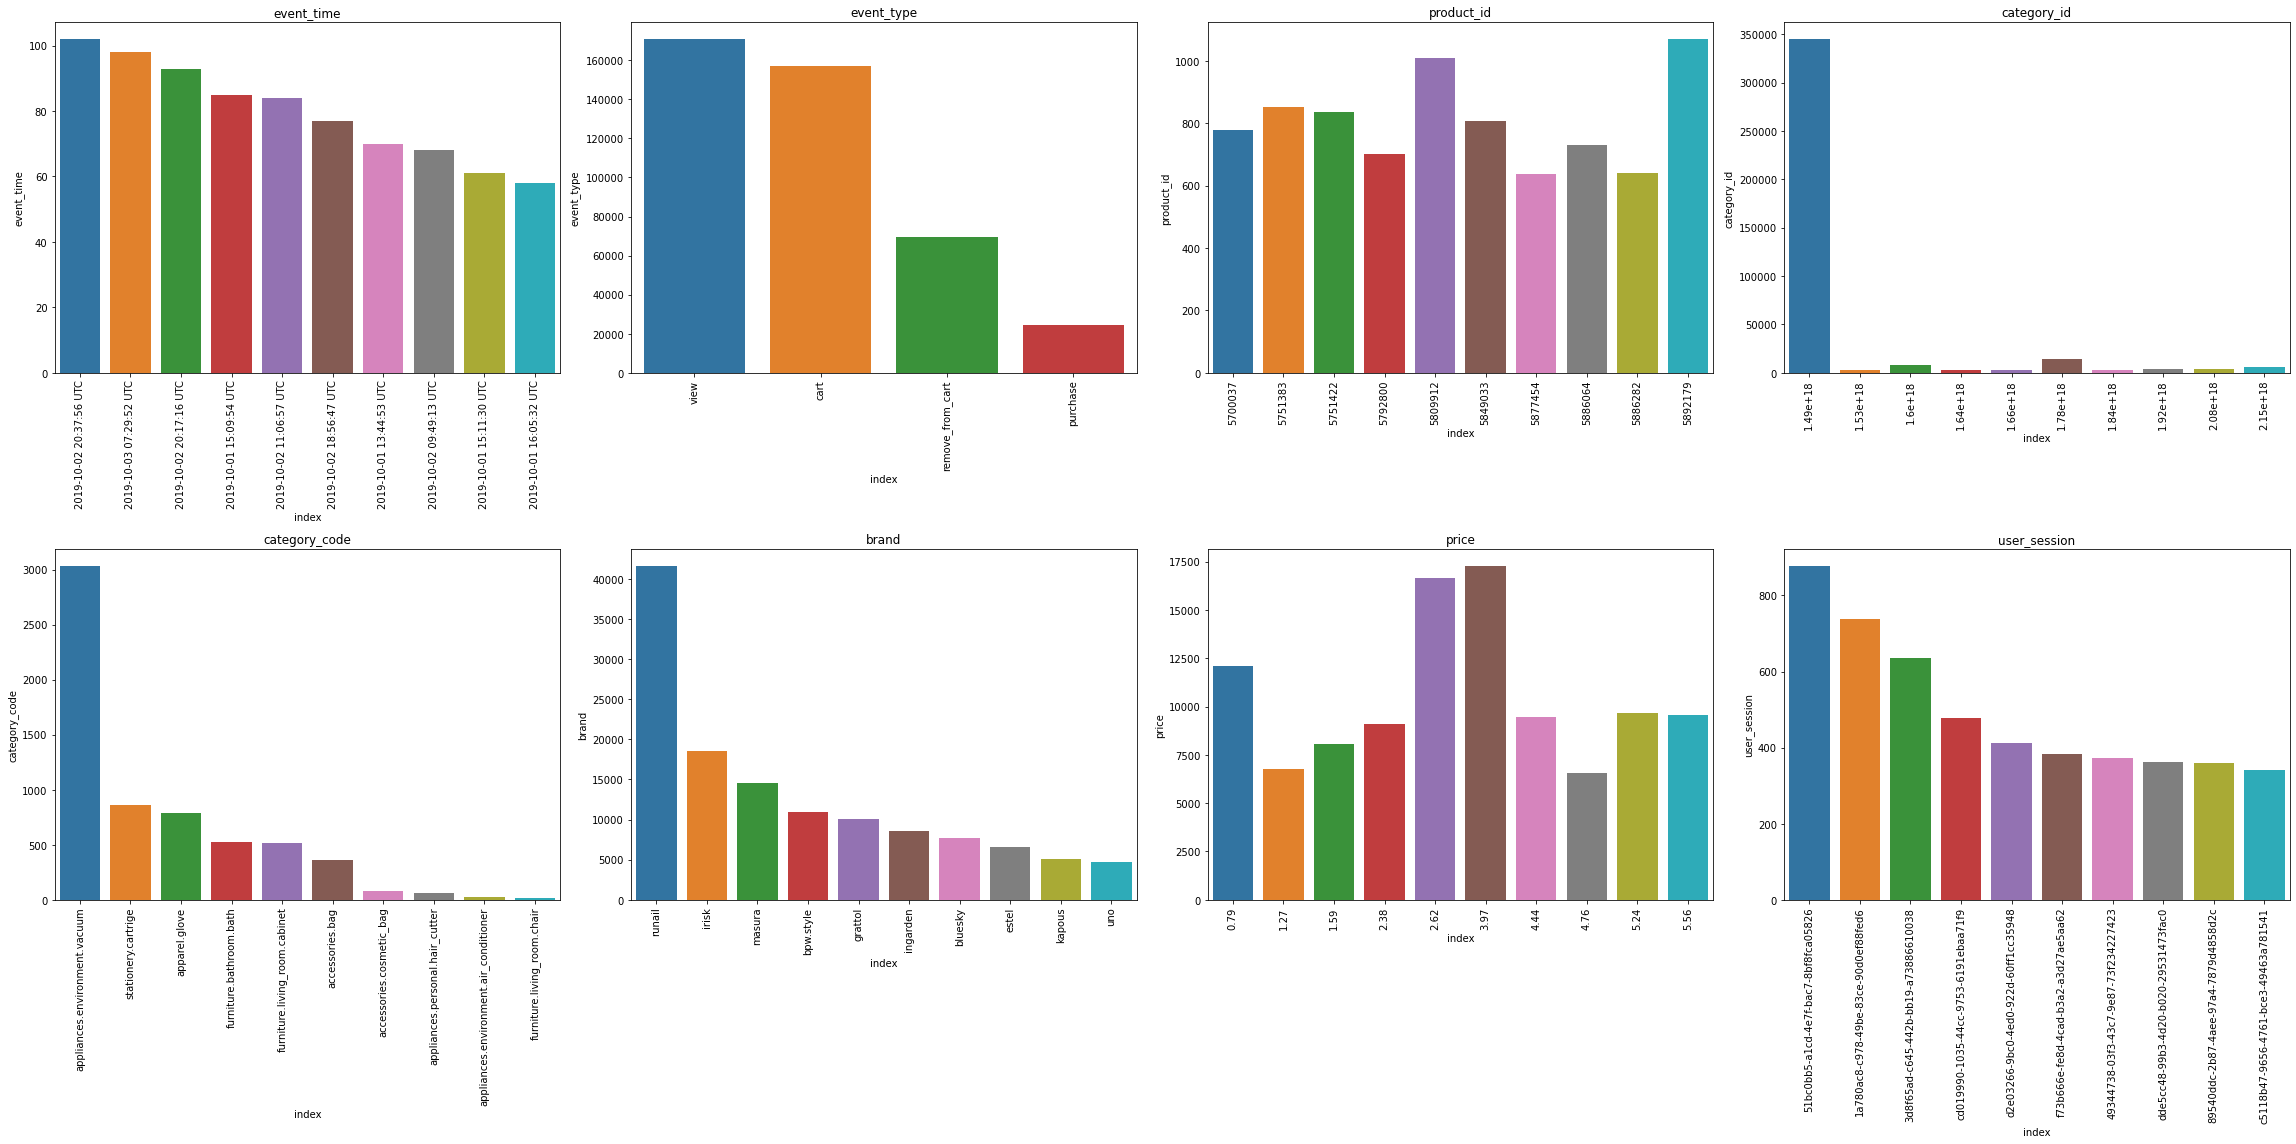 event_time
100
80
60
40
20
0
event_time
2019-10-02 20:37:56 UTC
2019-10-03 07:29:52 UTC
2019-10-02 20:17:16 UTC
2019-10-01 15:09:54 UTC
2019-10-02 11:06:57 UTC
2019-10-02 18:56:47 UTC
2019-10-01 13:44:53 UTC
2019-10-02 09:49:13 UTC
2019-10-01 15:11:30 UTC
2019-10-01 16:05:32 UTC
index
event_type
160000
140000
120000
100000
80000
60000
40000
20000
0
event_type
view
cart
remove_from_cart
purchase
index
product_id
1000
800
600
400
200
0
product_id
5700037
5751383
5751422
5792800
5809912
5849033
5877454
5886064
5886282
5892179
index
category_id
350000
300000
250000
200000
150000
100000
50000
0
category_id
1.49e+18
1.53e+18
1.6e+18
1.64e+18
1.66e+18
1.78e+18
1.84e+18
1.92e+18
2.08e+18
2.15e+18
index
category_code
3000
2500
2000
1500
1000
500
0
category_code
appliances.environment.vacuum
stationery.cartrige
apparel.glove
furniture.bathroom.bath
furniture.living_room.cabinet
accessories.bag
accessories.cosmetic_bag
appliances.personal.hair_cutter
appliances.environment.air_conditioner
furniture.living_room.chair
index
brand
40000
35000
30000
25000
20000
15000
10000
5000
0
brand
runail
irisk
masura
bpw.style
grattol
ingarden
bluesky
estel
kapous
uno
index
price
17500
15000
12500
10000
7500
5000
2500
0
price
0.79
1.27
1.59
2.38
2.62
3.97
4.44
4.76
5.24
5.56
index
user_session
800
600
400
200
0
user_session
51bc0bb5-a1cd-4e7f-bac7-8bf8fca05826
1a780ac8-c978-49be-83ce-90d0ef88fed6
3d8f65ad-c645-442b-bb19-a73886610038
cd019990-1035-44cc-9753-6191ebaa71f9
d2e03266-9bc0-4ed0-922d-60ff1cc35948
f73b666e-fe8d-4cad-b3a2-a3d27ae5aa62
49344738-03f3-43c7-9e87-73f234227423
dde5cc48-99b3-4d20-b020-29531473fac0
89540ddc-2b87-4aee-97a4-7879d4858d2c
c5118b47-9656-4761-bce3-49463a781541
index